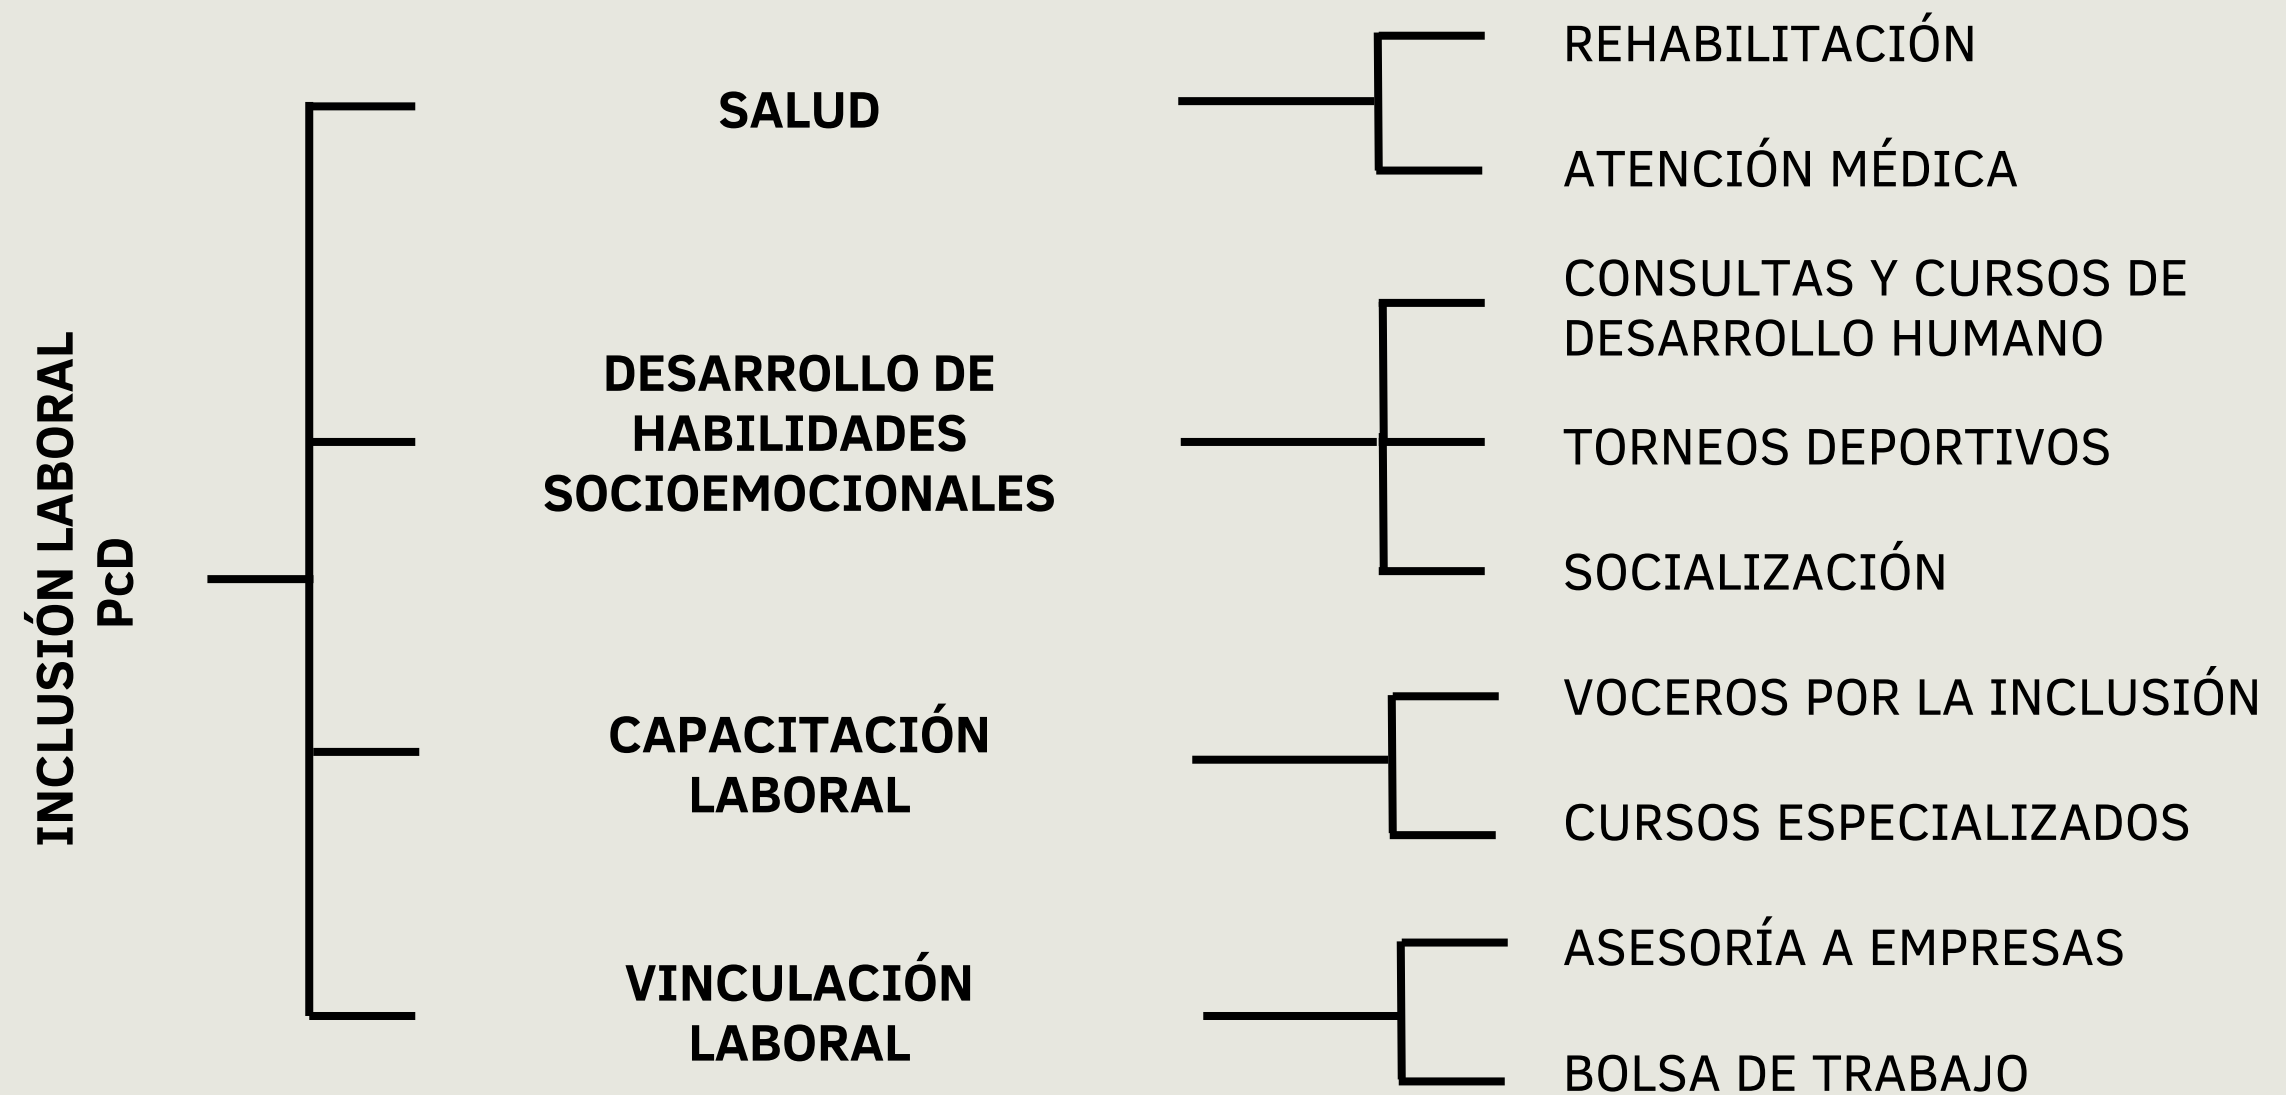 INCLUSIÓN LABORAL
PcD
SALUD
REHABILITACIÓN
ATENCIÓN MÉDICA
DESARROLLO DE
HABILIDADES
SOCIOEMOCIONALES
CONSULTAS Y CURSOS DE
DESARROLLO HUMANO
TORNEOS DEPORTIVOS
SOCIALIZACIÓN
CAPACITACIÓN
LABORAL
VOCEROS POR LA INCLUSIÓN
CURSOS ESPECIALIZADOS
VINCULACIÓN
LABORAL
ASESORÍA A EMPRESAS
BOLSA DE TRABAJO